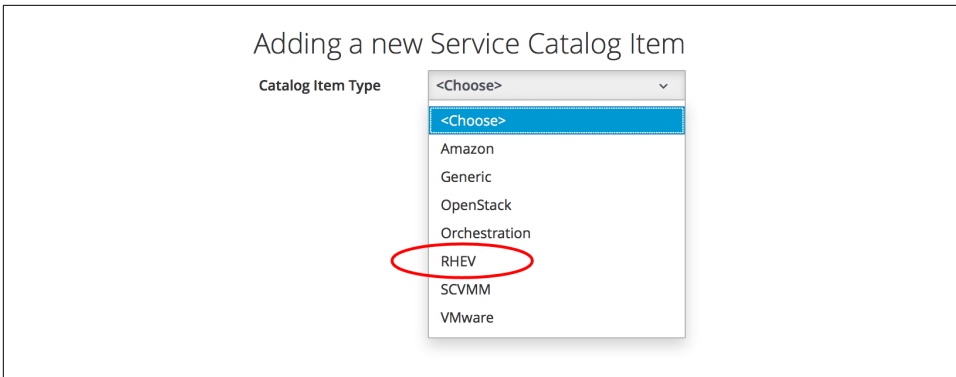 Adding a new Service Catalog Item
Catalog Item Type <Choose>
<Choose>
Amazon
Generic
OpenStack
Orchestration
RHEV
SCVMM
VMware